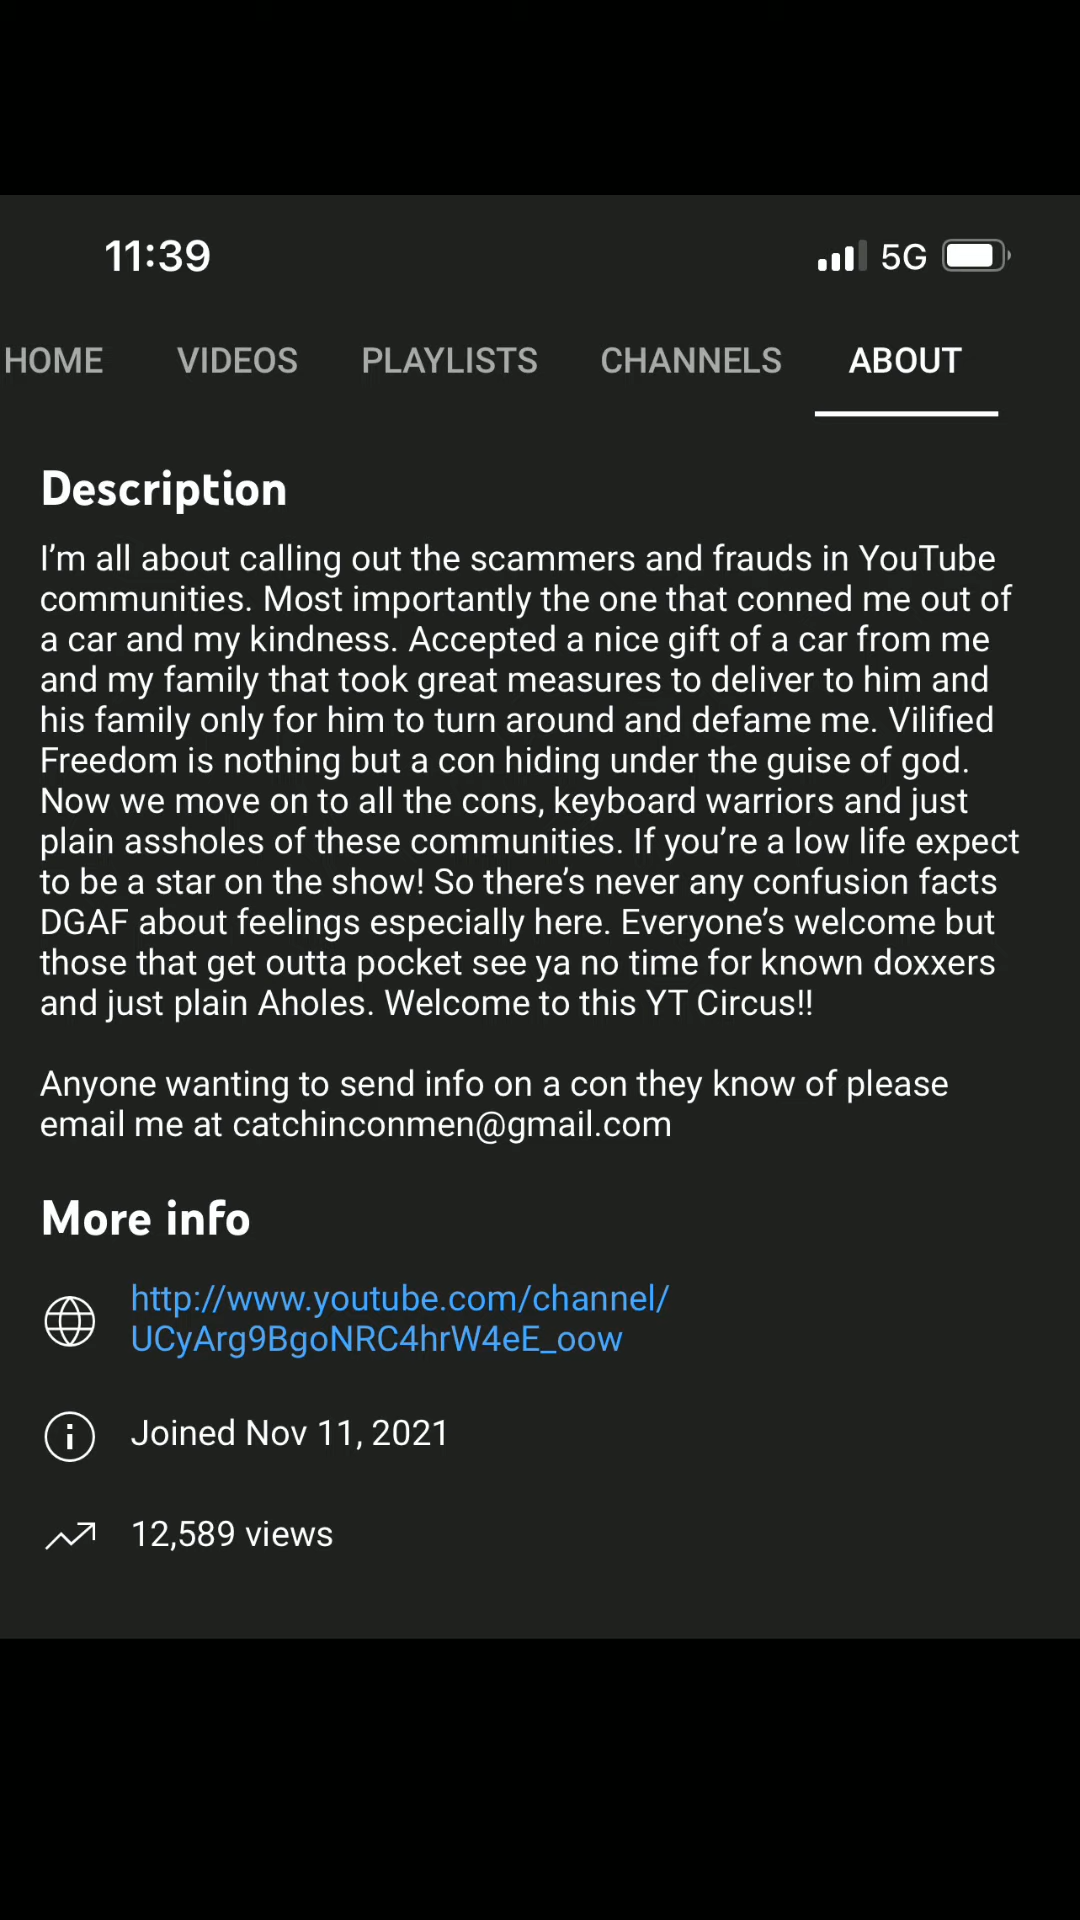 11:39 5G
HOME VIDEOS PLAYLISTS CHANNELS ABOUT
Description
I’m all about calling out the scammers and frauds in YouTube
communities. Most importantly the one that conned me out of
a car and my kindness. Accepted a nice gift of a car from me
and my family that took great measures to deliver to him and
his family only for him to turn around and defame me. Vilified
Freedom is nothing but a con hiding under the guise of god.
Now we move on to all the cons, keyboard warriors and just
plain assholes of these communities. If you’re a low life expect
to be a star on the show! So there’s never any confusion facts
DGAF about feelings especially here. Everyone’s welcome but
those that get outta pocket see ya no time for known doxxers
and just plain Aholes. Welcome to this YT Circus!!
Anyone wanting to send info on a con they know of please
email me at catchinconmen@gmail.com
More info
http://www.youtube.com/channel/
UCyArg9BgoNRC4hrW4eE_oow
Joined Nov 11, 2021
12,589 views